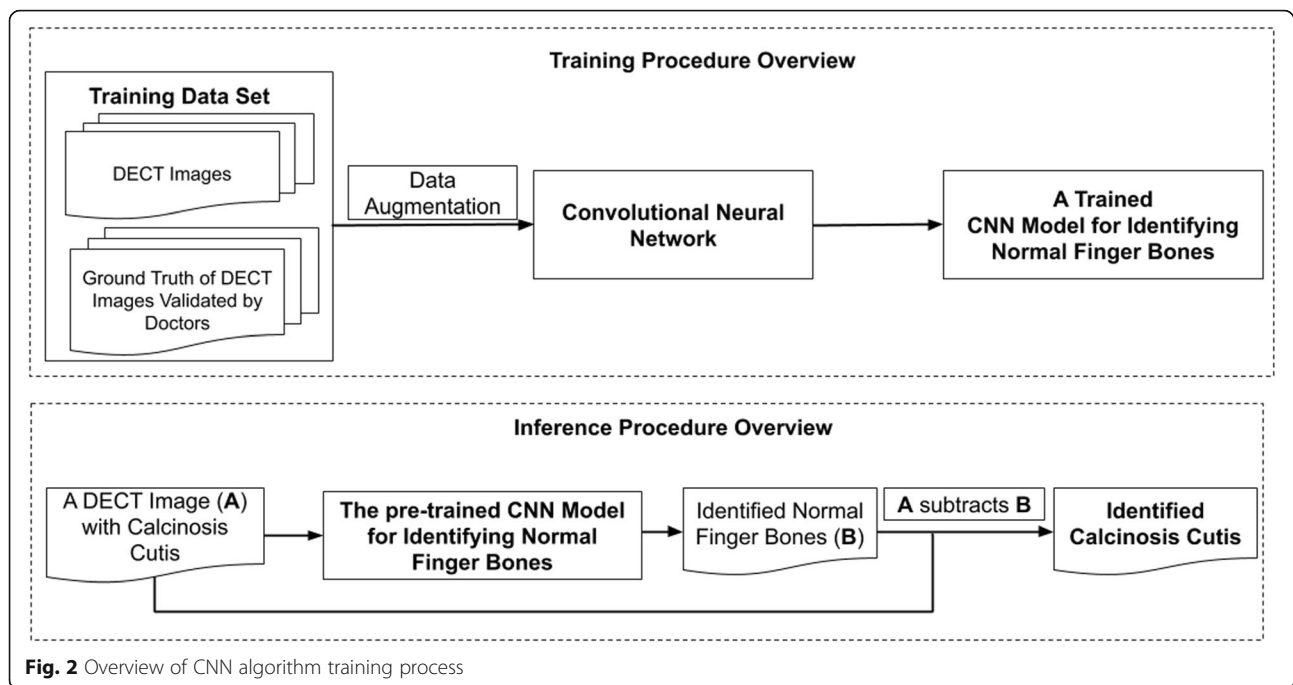 Training Procedure Overview
Training Data Set
DECT Images
Ground Truth of DECT
Images Validated by
Doctors
Data
Augmentation
Convolutional Neural
Network
A Trained
CNN Model for Identifying
Normal Finger Bones
Inference Procedure Overview
A DECT Image (A)
with Calcinosis
Cutis
The pre-trained CNN Model
for Identifying Normal
Finger Bones
Identified Normal
Finger Bones (B)
A subtracts B
Identified
Calcinosis Cutis
Fig. 2 Overview of CNN algorithm training process